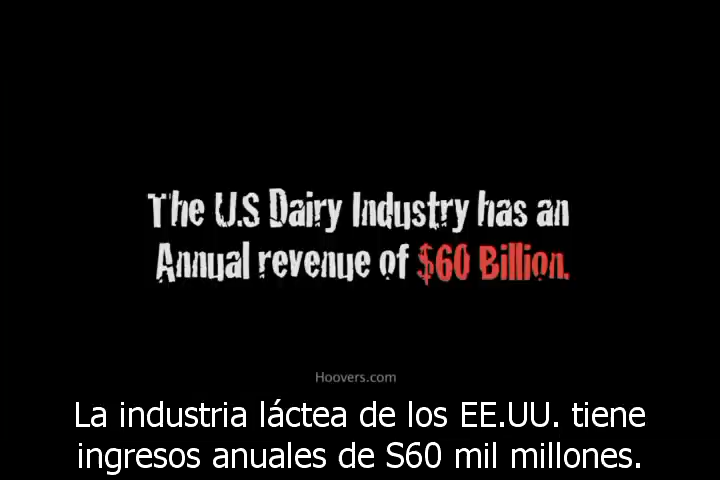 The U.S Dairy Industry has an
Annual revenue of $60 Billion.
Hoovers.com
La industria láctea de los EE.UU. tiene
ingresos anuales de S60 mil millones.